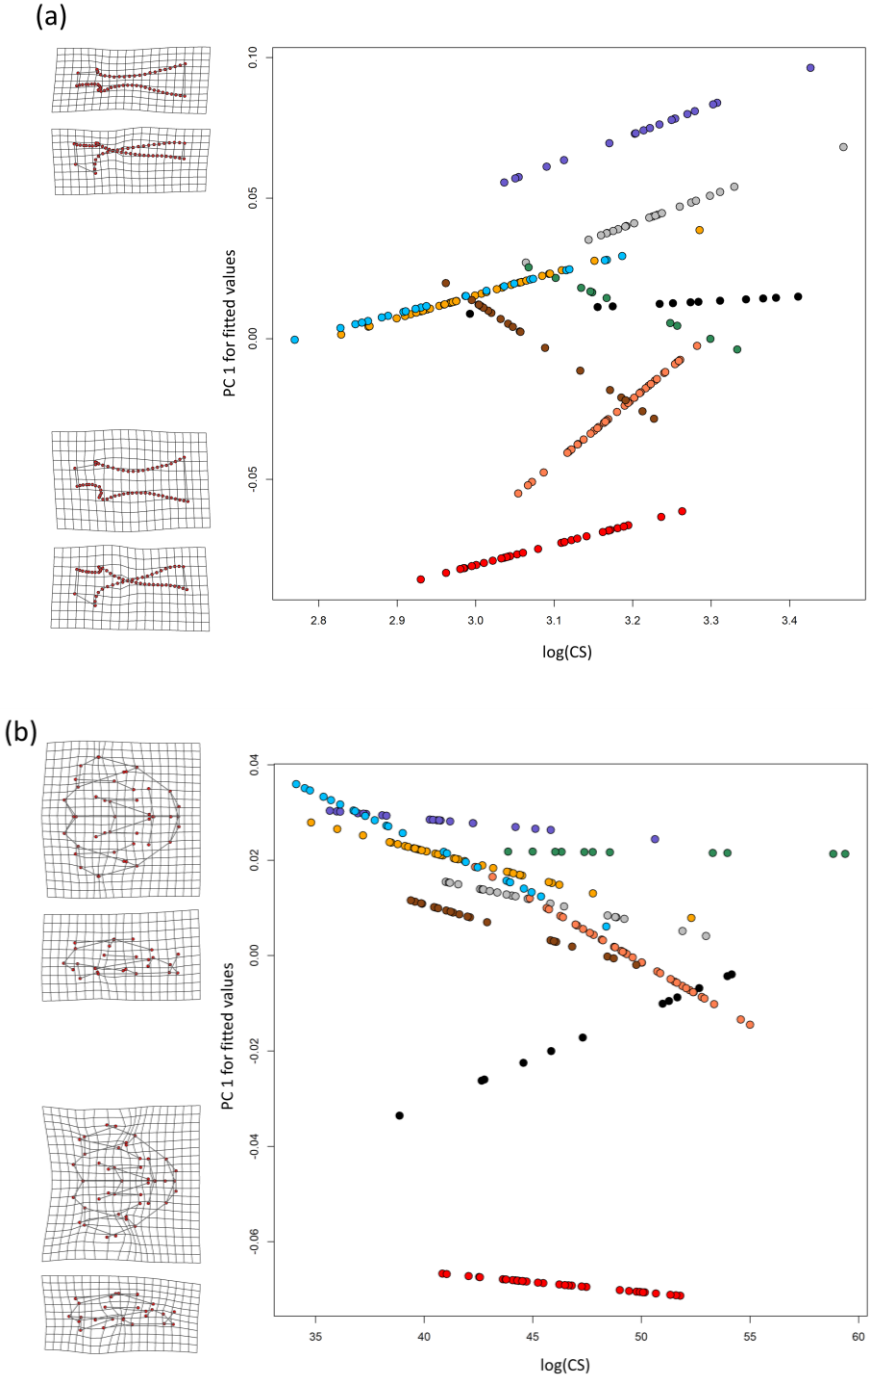 (a)
0.10
0.05
0.00
-0.05
PC 1 for fitted values
2.8 2.9 3.0 3.1 3.2 3.3 3.4
log(CS)
(b)
0.04
0.02
0.00
-0.02
-0.04
-0.06
PC 1 for fitted values
35 40 45 50 55 60
log(CS)